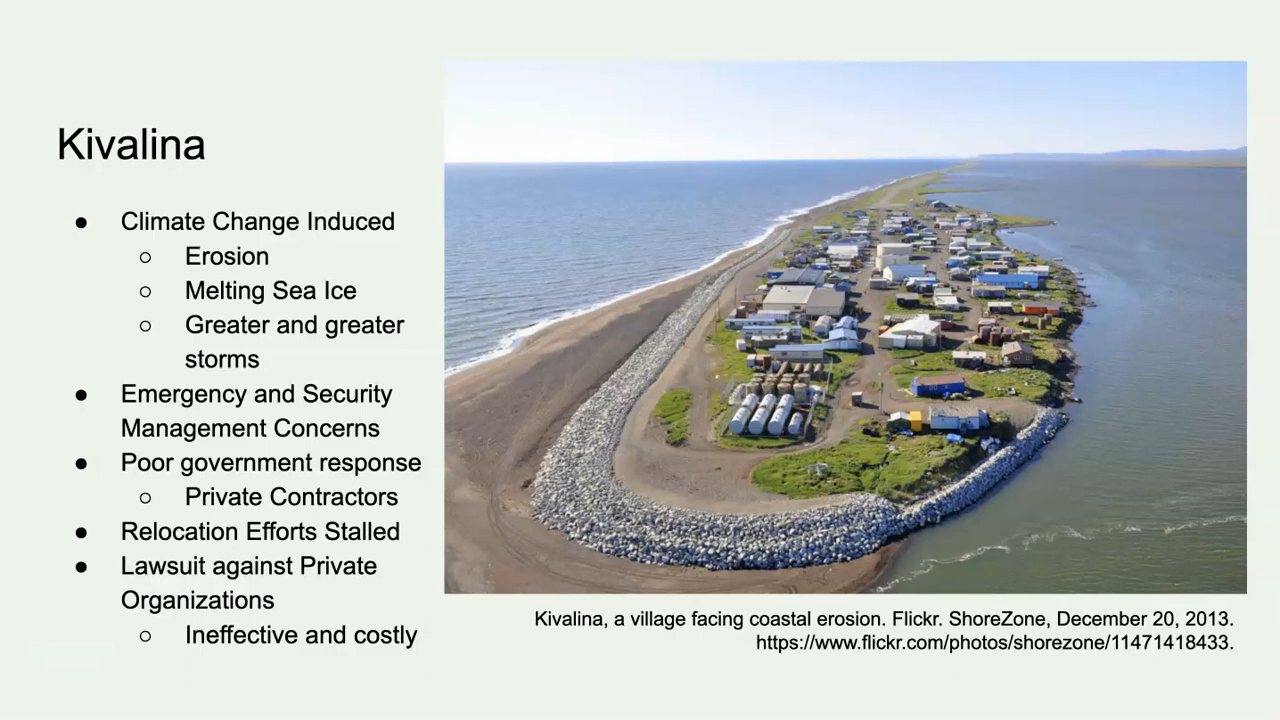 Kivalina
● Climate Change Induced
○ Erosion
○ Melting Sea Ice
○ Greater and greater
storms
● Emergency and Security
Management Concerns
● Poor government response
○ Private Contractors
● Relocation Efforts Stalled
● Lawsuit against Private
Organizations
○ Ineffective and costly
Kivalina, a village facing coastal erosion. Flickr. ShoreZone, December 20, 2013.
https://www.flickr.com/photos/shorezone/11471418433.